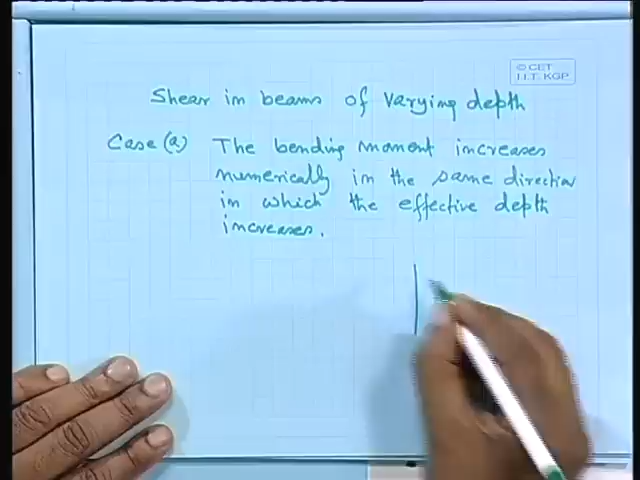 © CET
I.I.T. KGP
Shear in beams of varying depth
Case (a) The bending moment increases
numerically in the same direction
in which the effective depth
increases.